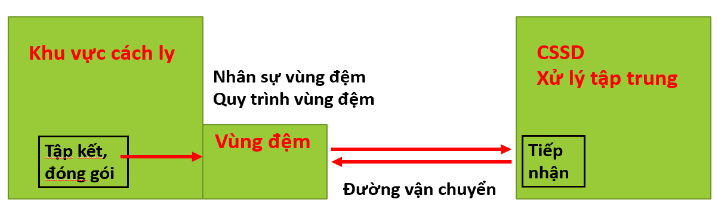 Khu vực cách ly
Tập kết,
đóng gói
Nhân sự vùng đệm
Quy trình vùng đệm
Vùng đệm
Đường vận chuyển
CSSD
Xử lý tập trung
Tiếp
nhận